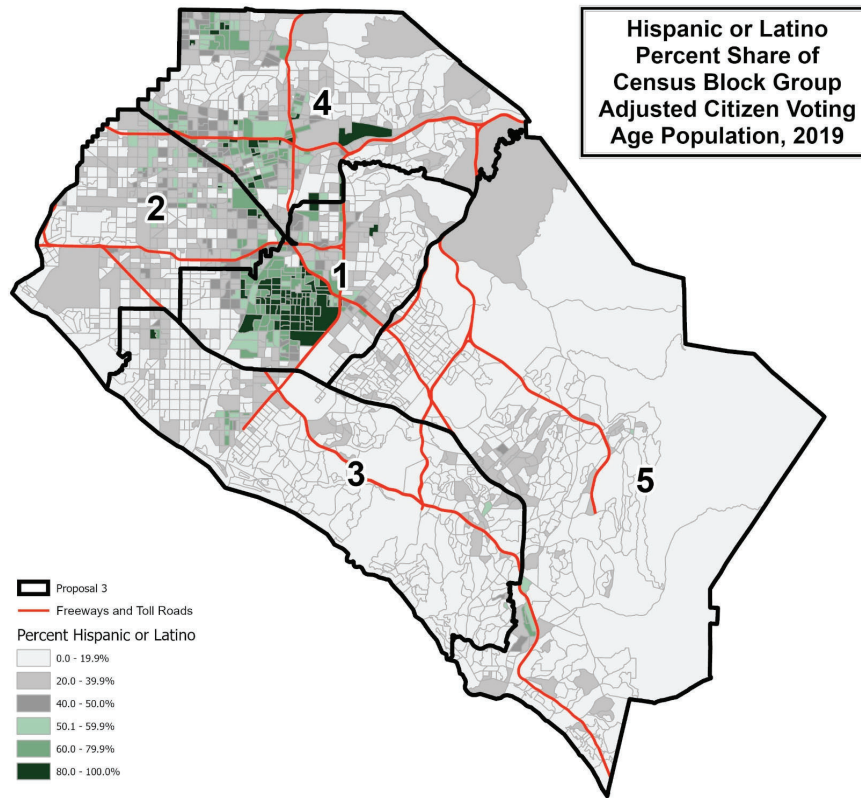 Hispanic or Latino
Percent Share of
Census Block Group
Adjusted Citizen Voting
Age Population, 2019
4
2
1
3
5
Proposal 3
Freeways and Toll Roads
Percent Hispanic or Latino
0.0 - 19.9%
20.0 - 39.9%
40.0 - 50.0%
50.1 - 59.9%
60.0 - 79.9%
80.0 - 100.0%